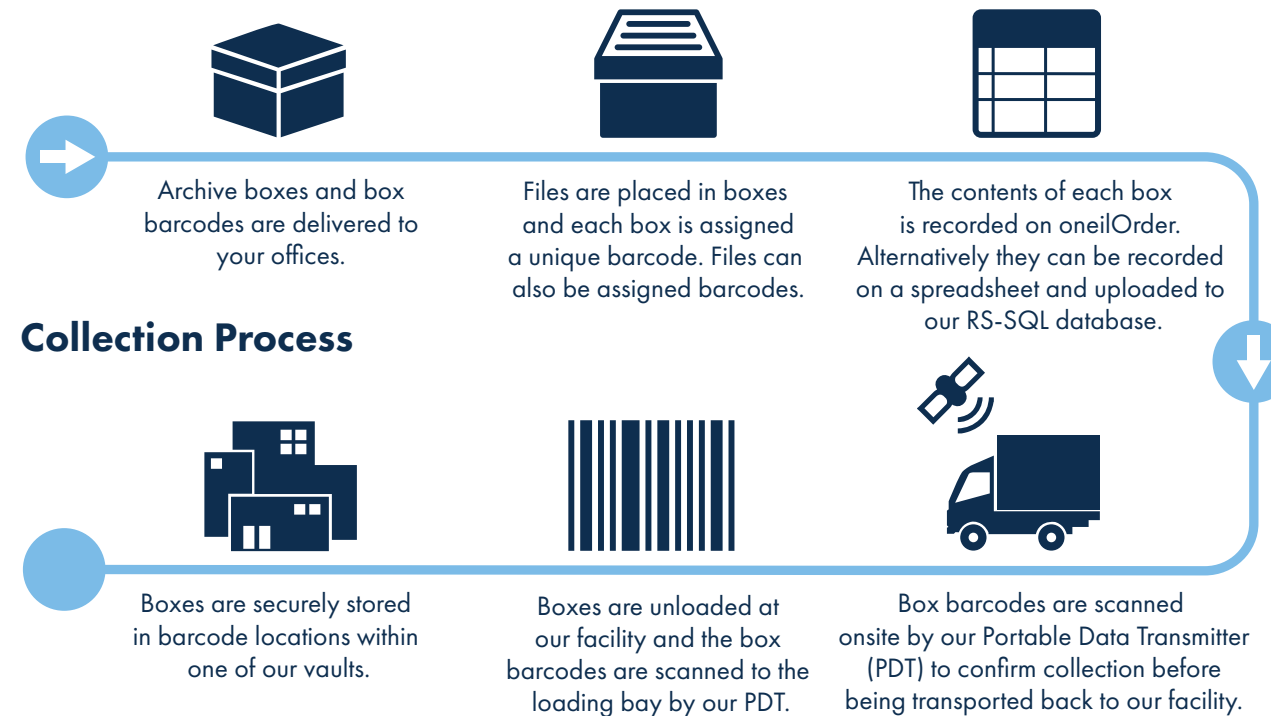 Archive boxes and box
barcodes are delivered to
your offices.
Files are placed in boxes
and each box is assigned
a unique barcode. Files can
also be assigned barcodes.
The contents of each box
is recorded on oneilOrder.
Alternatively they can be recorded
on a spreadsheet and uploaded to
our RS-SQL database.
Collection Process
Box barcodes are scanned
onsite by our Portable Data Transmitter
(PDT) to confirm collection before
being transported back to our facility.
Boxes are unloaded at
our facility and the box
barcodes are scanned to the
loading bay by our PDT.
Boxes are securely stored
in barcode locations within
one of our vaults.